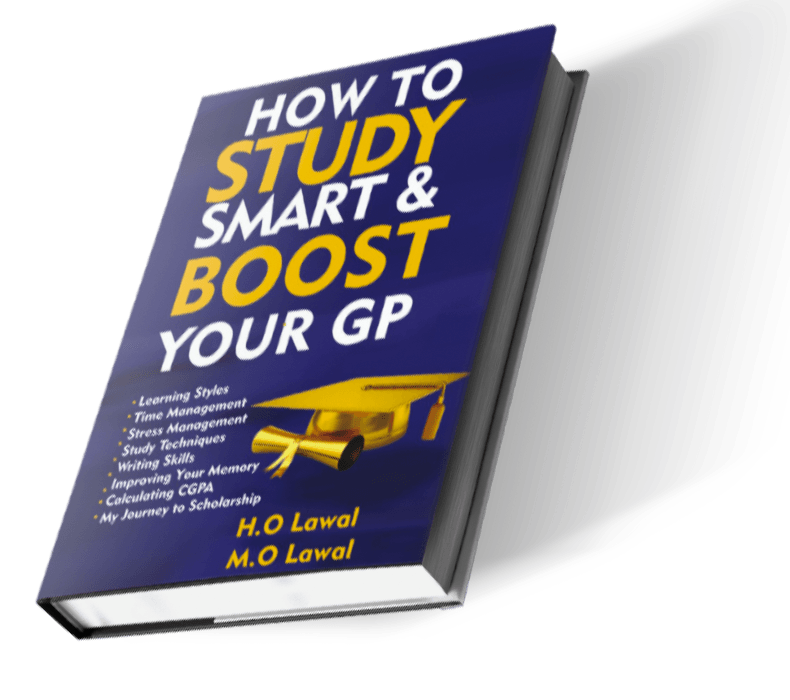 HOW TO
STUDY
SMART &
BOOST
YOUR GP
• Learning Styles
• Time Management
• Stress Management
• Study Techniques
• Writing Skills
• Improving Your Memory
• Calculating CGPA
• My Journey to Scholarship
H.O Lawal
M.O Lawal